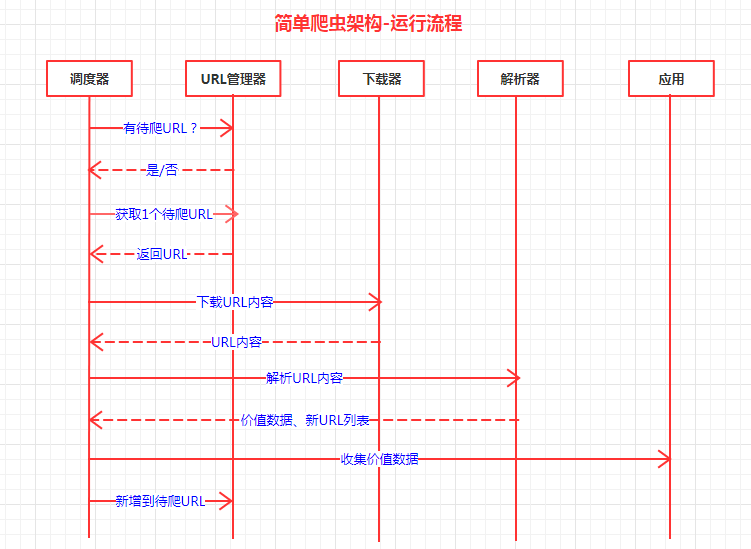 简单爬虫架构-运行流程
调度器
URL管理器
下载器
解析器
应用
有待爬URL？
是/否
获取1个待爬URL
返回URL
下载URL内容
URL内容
解析URL内容
价值数据、新URL列表
收集价值数据
新增到待爬URL